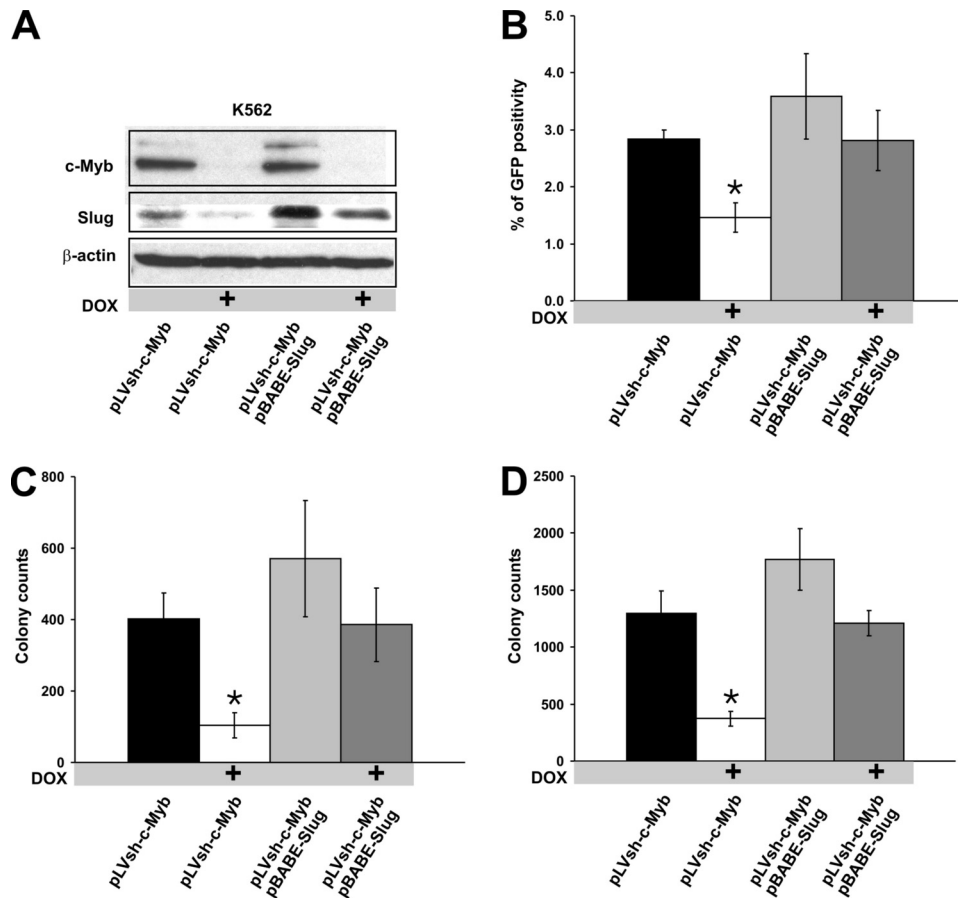 A
K562
c-Myb
Slug
β-actin
DOX + +
pLVsh-c-Myb
pLVsh-c-Myb
pLVsh-c-Myb
pBABE-Slug
pLVsh-c-Myb
pBABE-Slug
B
% of GFP positivity
5.0
4.0
3.0
2.0
1.0
0.0
*
DOX + +
pLVsh-c-Myb
pLVsh-c-Myb
pLVsh-c-Myb
pBABE-Slug
pLVsh-c-Myb
pBABE-Slug
C
Colony counts
800
600
400
200
0
*
DOX + +
pLVsh-c-Myb
pLVsh-c-Myb
pLVsh-c-Myb
pBABE-Slug
pLVsh-c-Myb
pBABE-Slug
D
Colony counts
2500
2000
1500
1000
500
0
*
DOX + +
pLVsh-c-Myb
pLVsh-c-Myb
pLVsh-c-Myb
pBABE-Slug
pLVsh-c-Myb
pBABE-Slug